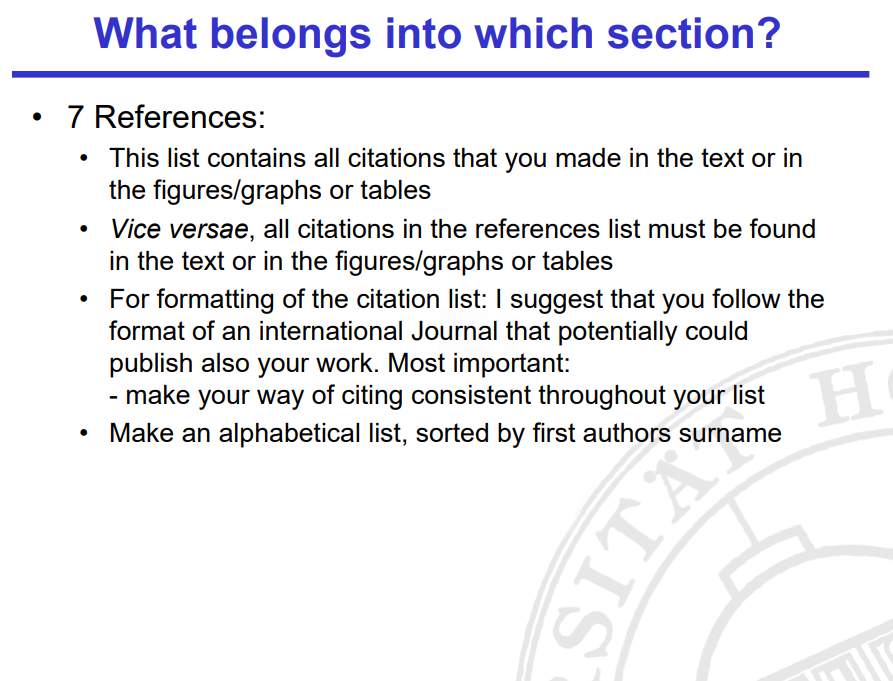 What belongs into which section?
• 7 References:
• This list contains all citations that you made in the text or in
the figures/graphs or tables
• Vice versae, all citations in the references list must be found
in the text or in the figures/graphs or tables
• For formatting of the citation list: I suggest that you follow the
format of an international Journal that potentially could
publish also your work. Most important:
- make your way of citing consistent throughout your list
• Make an alphabetical list, sorted by first authors surname